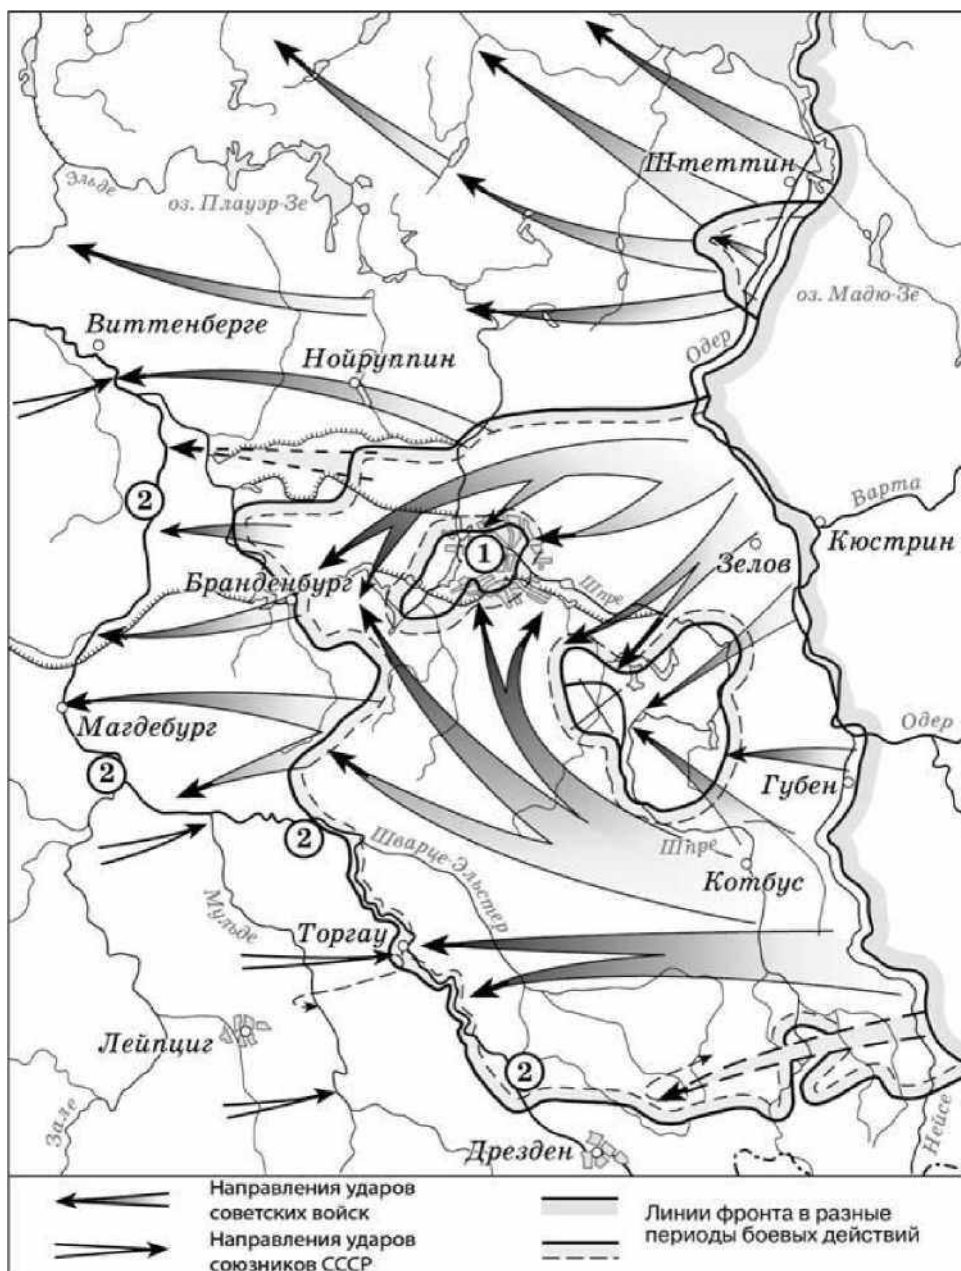 Штеттин
Эльде
оз. Плауэр-Зе
оз. Мадю-Зе
Виттенберге
Одер
Нойруппин
2
Варта
1
Кюстрин
Зелов
Бранденбург
Шпре
Магдебург
Одер
2
Губен
2
Шварце-Эльстер
Шпре
Котбус
Мульде
Торгау
Лейпциг
2
Зале
Нейсе
Дрезден
Направления ударов
советских войск
Направления ударов
союзников СССР
Линии фронта в разные
периоды боевых действий